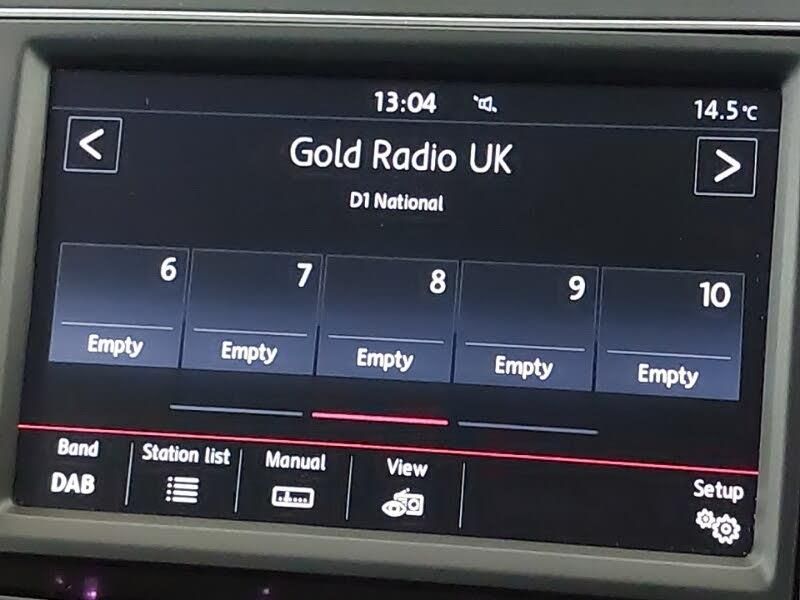 13:04 14.5°C
< Gold Radio UK >
D1 National
6 7 8 9 10
Empty Empty Empty Empty Empty
Band Station list Manual View Setup
DAB